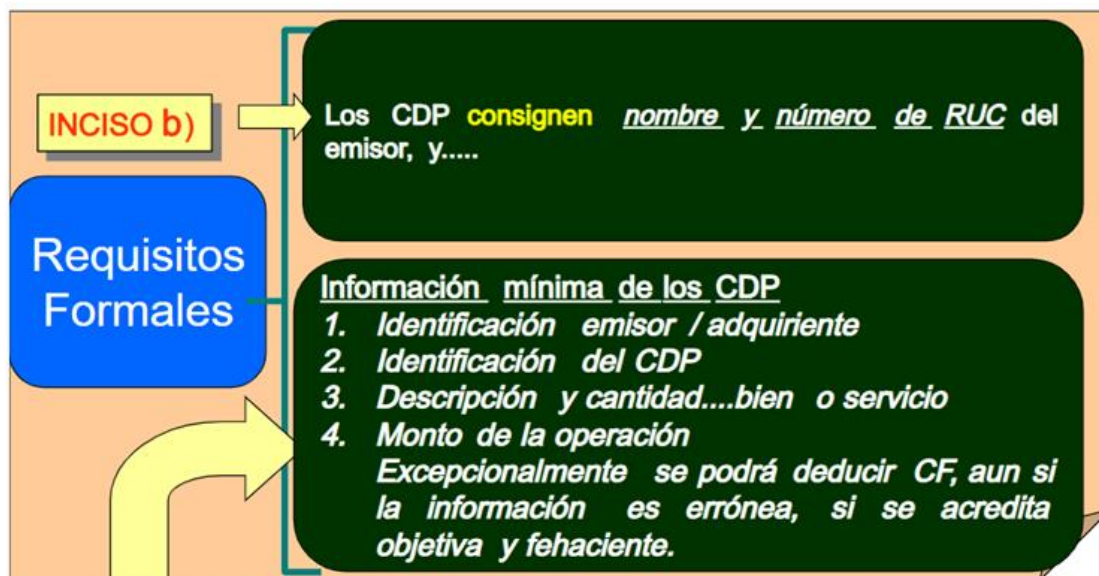 INCISO b)
Los CDP consignen nombre y número de RUC del
emisor, y.....
Requisitos
Formales
Información mínima de los CDP
1. Identificación emisor / adquiriente
2. Identificación del CDP
3. Descripción y cantidad....bien o servicio
4. Monto de la operación
Excepcionalmente se podrá deducir CF, aun si
la información es errónea, si se acredita
objetiva y fehaciente.